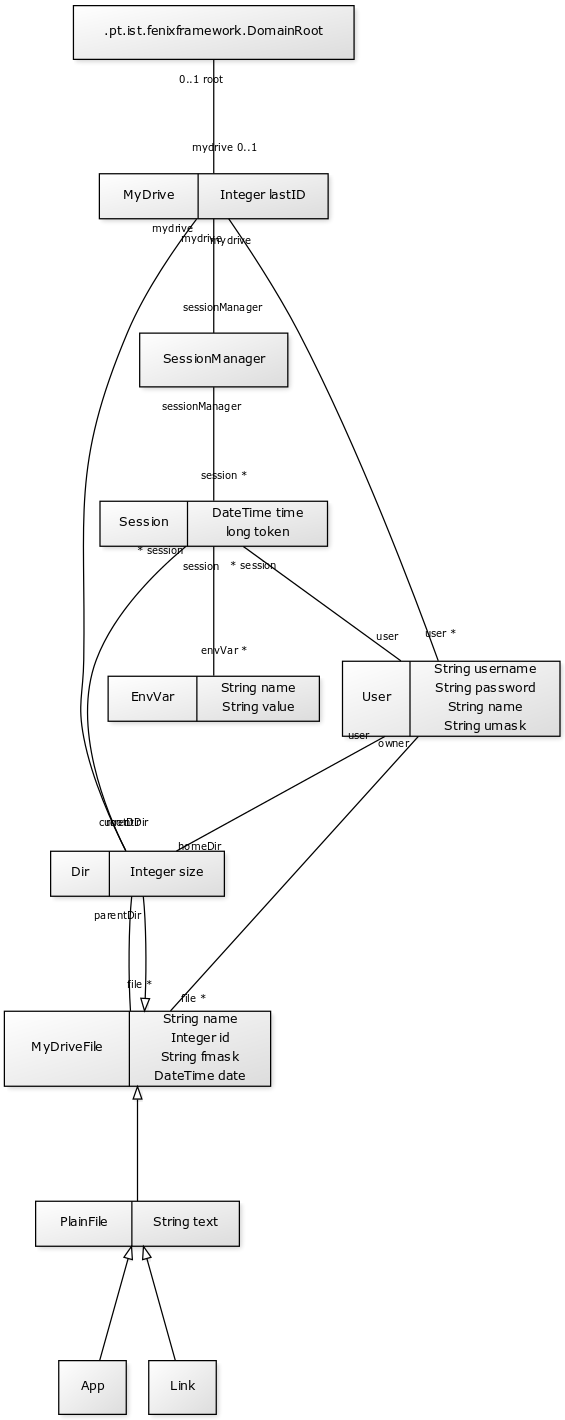 .pt.ist.fenixframework.DomainRoot
0..1 root
mydrive 0..1
MyDrive
Integer lastID
mydrive
mydrive
mydrive
sessionManager
SessionManager
sessionManager
session *
Session
DateTime time
long token
* session
session
* session
user
user *
envVar *
EnvVar
String name
String value
User
String username
String password
String name
String umask
user
owner
homeDir
Dir
Integer size
parentDir
file *
file *
MyDriveFile
String name
Integer id
String fmask
DateTime date
PlainFile
String text
App
Link